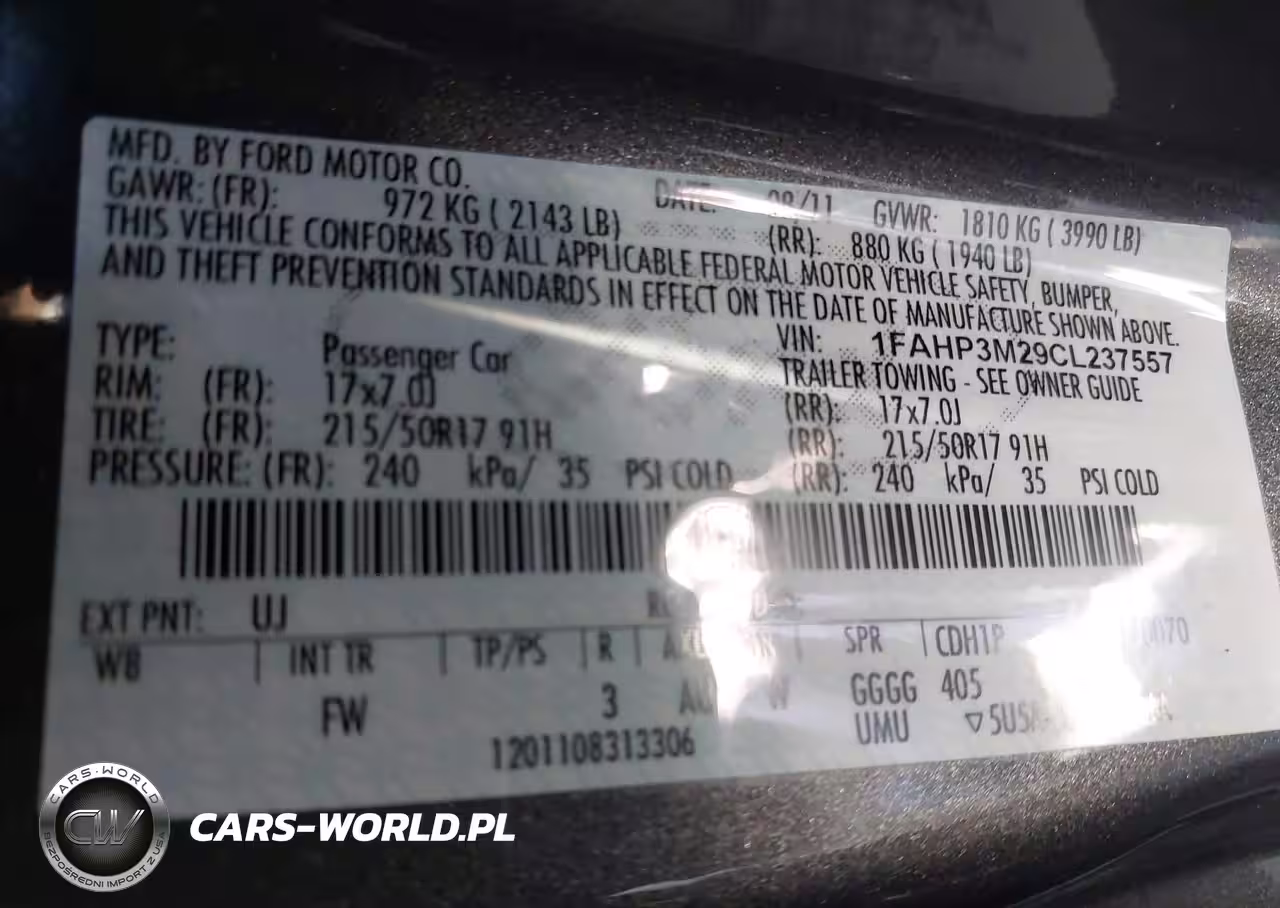 MFD. BY FORD MOTOR CO. DATE: 08/11 GVWR: 1810 KG ( 3990 LB)
GAWR: (FR): 972 KG ( 2143 LB) (RR): 880 KG ( 1940 LB)
THIS VEHICLE CONFORMS TO ALL APPLICABLE FEDERAL MOTOR VEHICLE SAFETY, BUMPER,
AND THEFT PREVENTION STANDARDS IN EFFECT ON THE DATE OF MANUFACTURE SHOWN ABOVE.
VIN: 1FAHP3M29CL237557
TYPE: Passenger Car TRAILER TOWING - SEE OWNER GUIDE
RIM: (FR): 17x7.0J (RR): 17x7.0J
TIRE: (FR): 215/50R17 91H (RR): 215/50R17 91H
PRESSURE: (FR): 240 kPa/ 35 PSI COLD (RR): 240 kPa/ 35 PSI COLD
EXT PNT: UJ
WB INT TR TP/PS R SPR CDH1P
FW 3 GGGG 405
1201108313306 UMU
CARS-WORLD
CW
BEZPOŚREDNI IMPORT Z USA
CARS-WORLD.PL